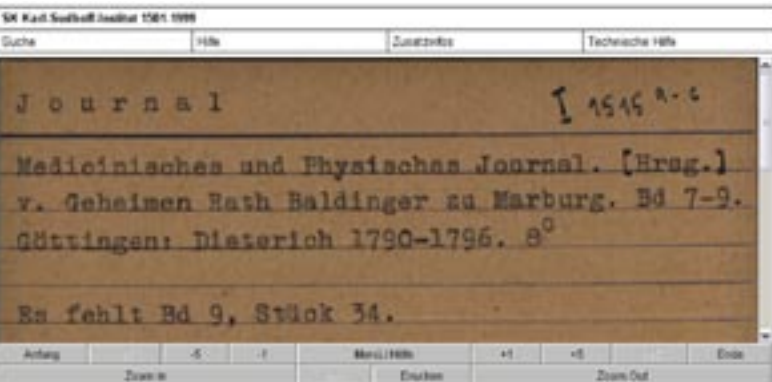 SK Karl-Sudhoff-Institut 1501-1999
Suche Hilfe Zusatzinfos Technische Hilfe
Journal I 1515 a-c
Medicinisches und Physisches Journal. [Hrsg.]
v. Geheimen Rath Baldinger zu Marburg. Bd 7-9.
Göttingen: Dieterich 1790-1796. 8°
Es fehlt Bd 9, Stück 34.
Anfang -5 -1 Menü/Hilfe +1 +5 Ende
Zoom In Drucken Zoom Out